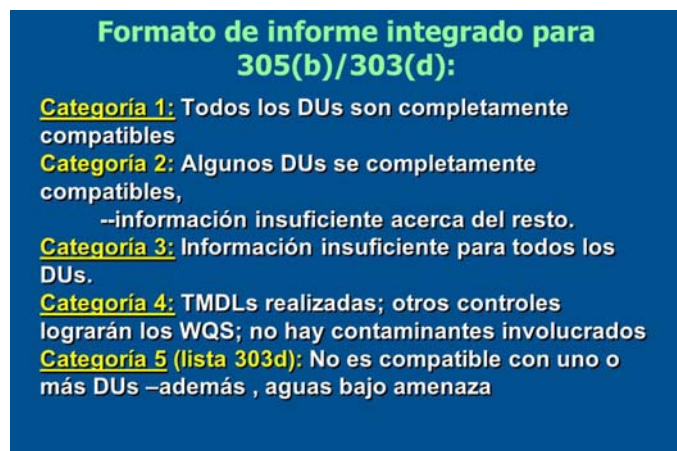 Formato de informe integrado para
305(b)/303(d):
Categoría 1: Todos los DUs son completamente
compatibles
Categoría 2: Algunos DUs se completamente
compatibles,
--información insuficiente acerca del resto.
Categoría 3: Información insuficiente para todos los
DUs.
Categoría 4: TMDLs realizadas; otros controles
lograrán los WQS; no hay contaminantes involucrados
Categoría 5 (lista 303d): No es compatible con uno o
más DUs –además , aguas bajo amenaza